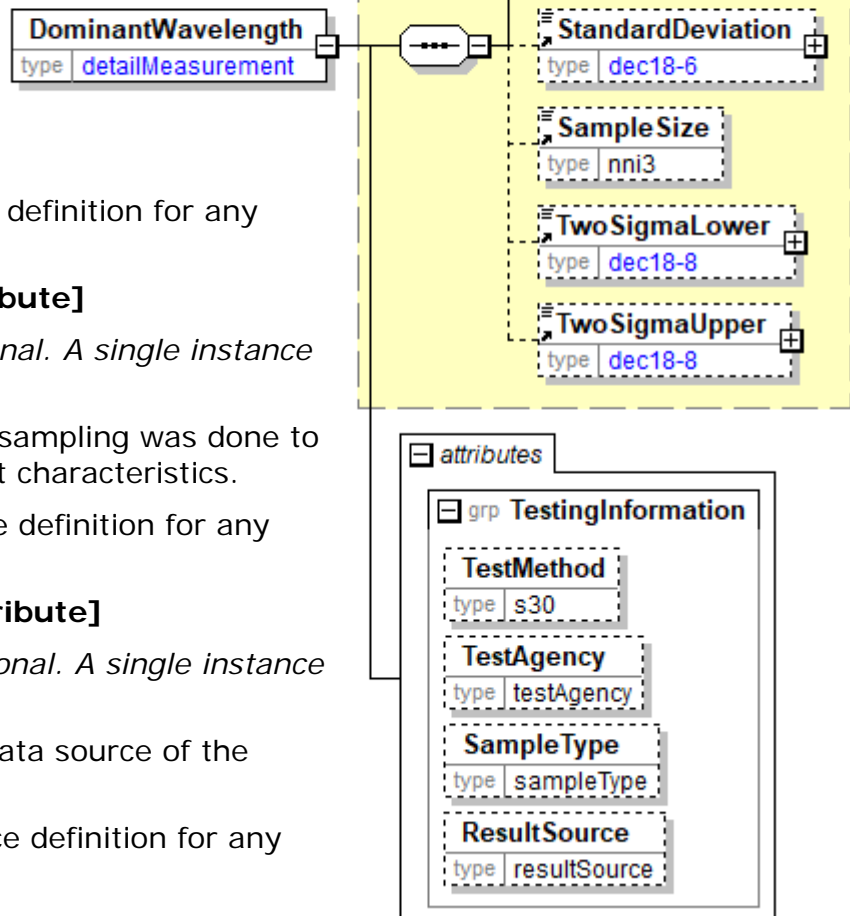 DominantWavelength
type detailMeasurement
definition for any
bute]
nal. A single instance
sampling was done to
t characteristics.
e definition for any
ribute]
onal. A single instance
ata source of the
ce definition for any
StandardDeviation
type dec18-6
SampleSize
type nni3
TwoSigmaLower
type dec18-8
TwoSigmaUpper
type dec18-8
attributes
grp TestingInformation
TestMethod
type s30
TestAgency
type testAgency
SampleType
type sampleType
ResultSource
type resultSource